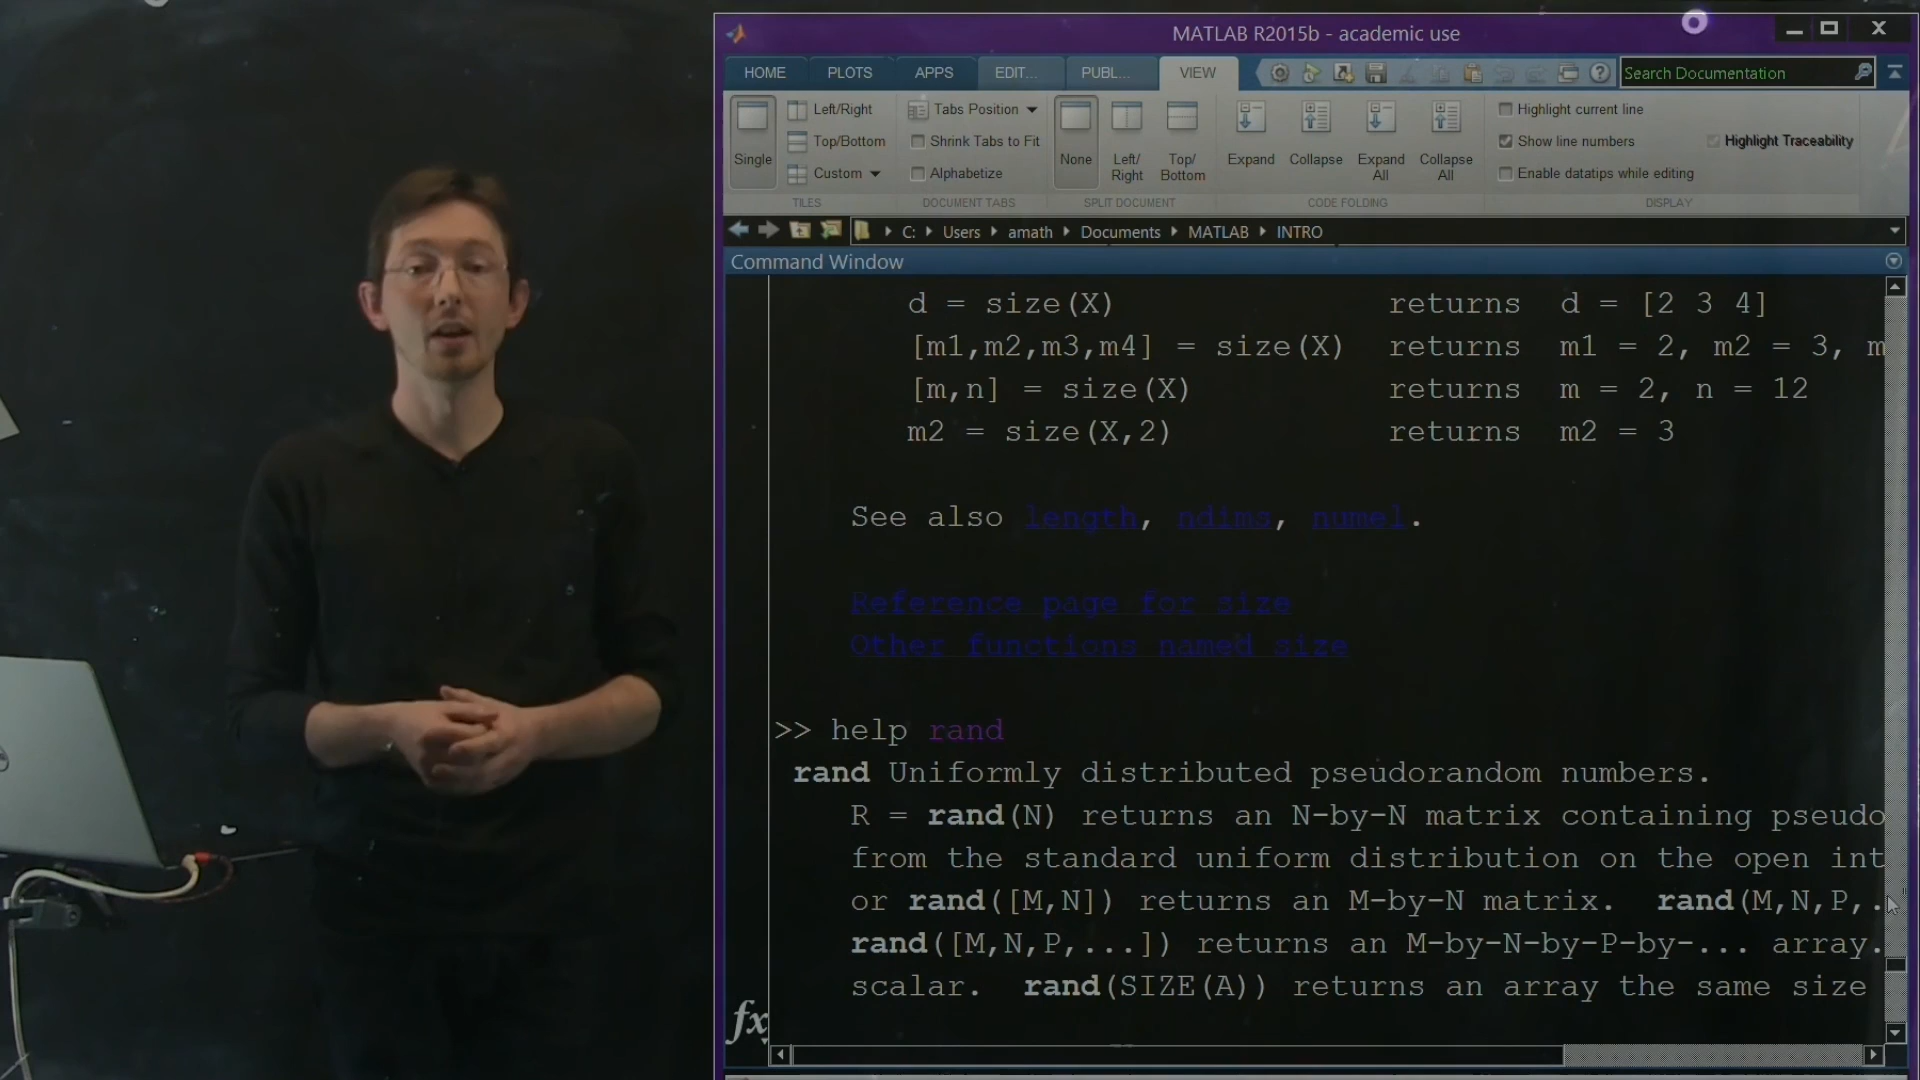 MATLAB R2015b - academic use
HOME PLOTS APPS EDIT... PUBL... VIEW Search Documentation
Left/Right Tabs Position Highlight current line
Top/Bottom Shrink Tabs to Fit Show line numbers Highlight Traceability
Single None Left/ Right Top/ Bottom Expand Collapse Expand All Collapse All
Custom Alphabetize Enable datatips while editing
TILES DOCUMENT TABS SPLIT DOCUMENT CODE FOLDING DISPLAY
C: Users amath Documents MATLAB INTRO
Command Window
d = size(X) returns d = [2 3 4]
[m1,m2,m3,m4] = size(X) returns m1 = 2, m2 = 3, m
[m,n] = size(X) returns m = 2, n = 12
m2 = size(X,2) returns m2 = 3
See also length, ndims, numel.
Reference page for size
Other functions named size
>> help rand
rand Uniformly distributed pseudorandom numbers.
R = rand(N) returns an N-by-N matrix containing pseudo
from the standard uniform distribution on the open int
or rand([M,N]) returns an M-by-N matrix. rand(M,N,P,.
rand([M,N,P,...]) returns an M-by-N-by-P-by-... array.
scalar. rand(SIZE(A)) returns an array the same size
fx